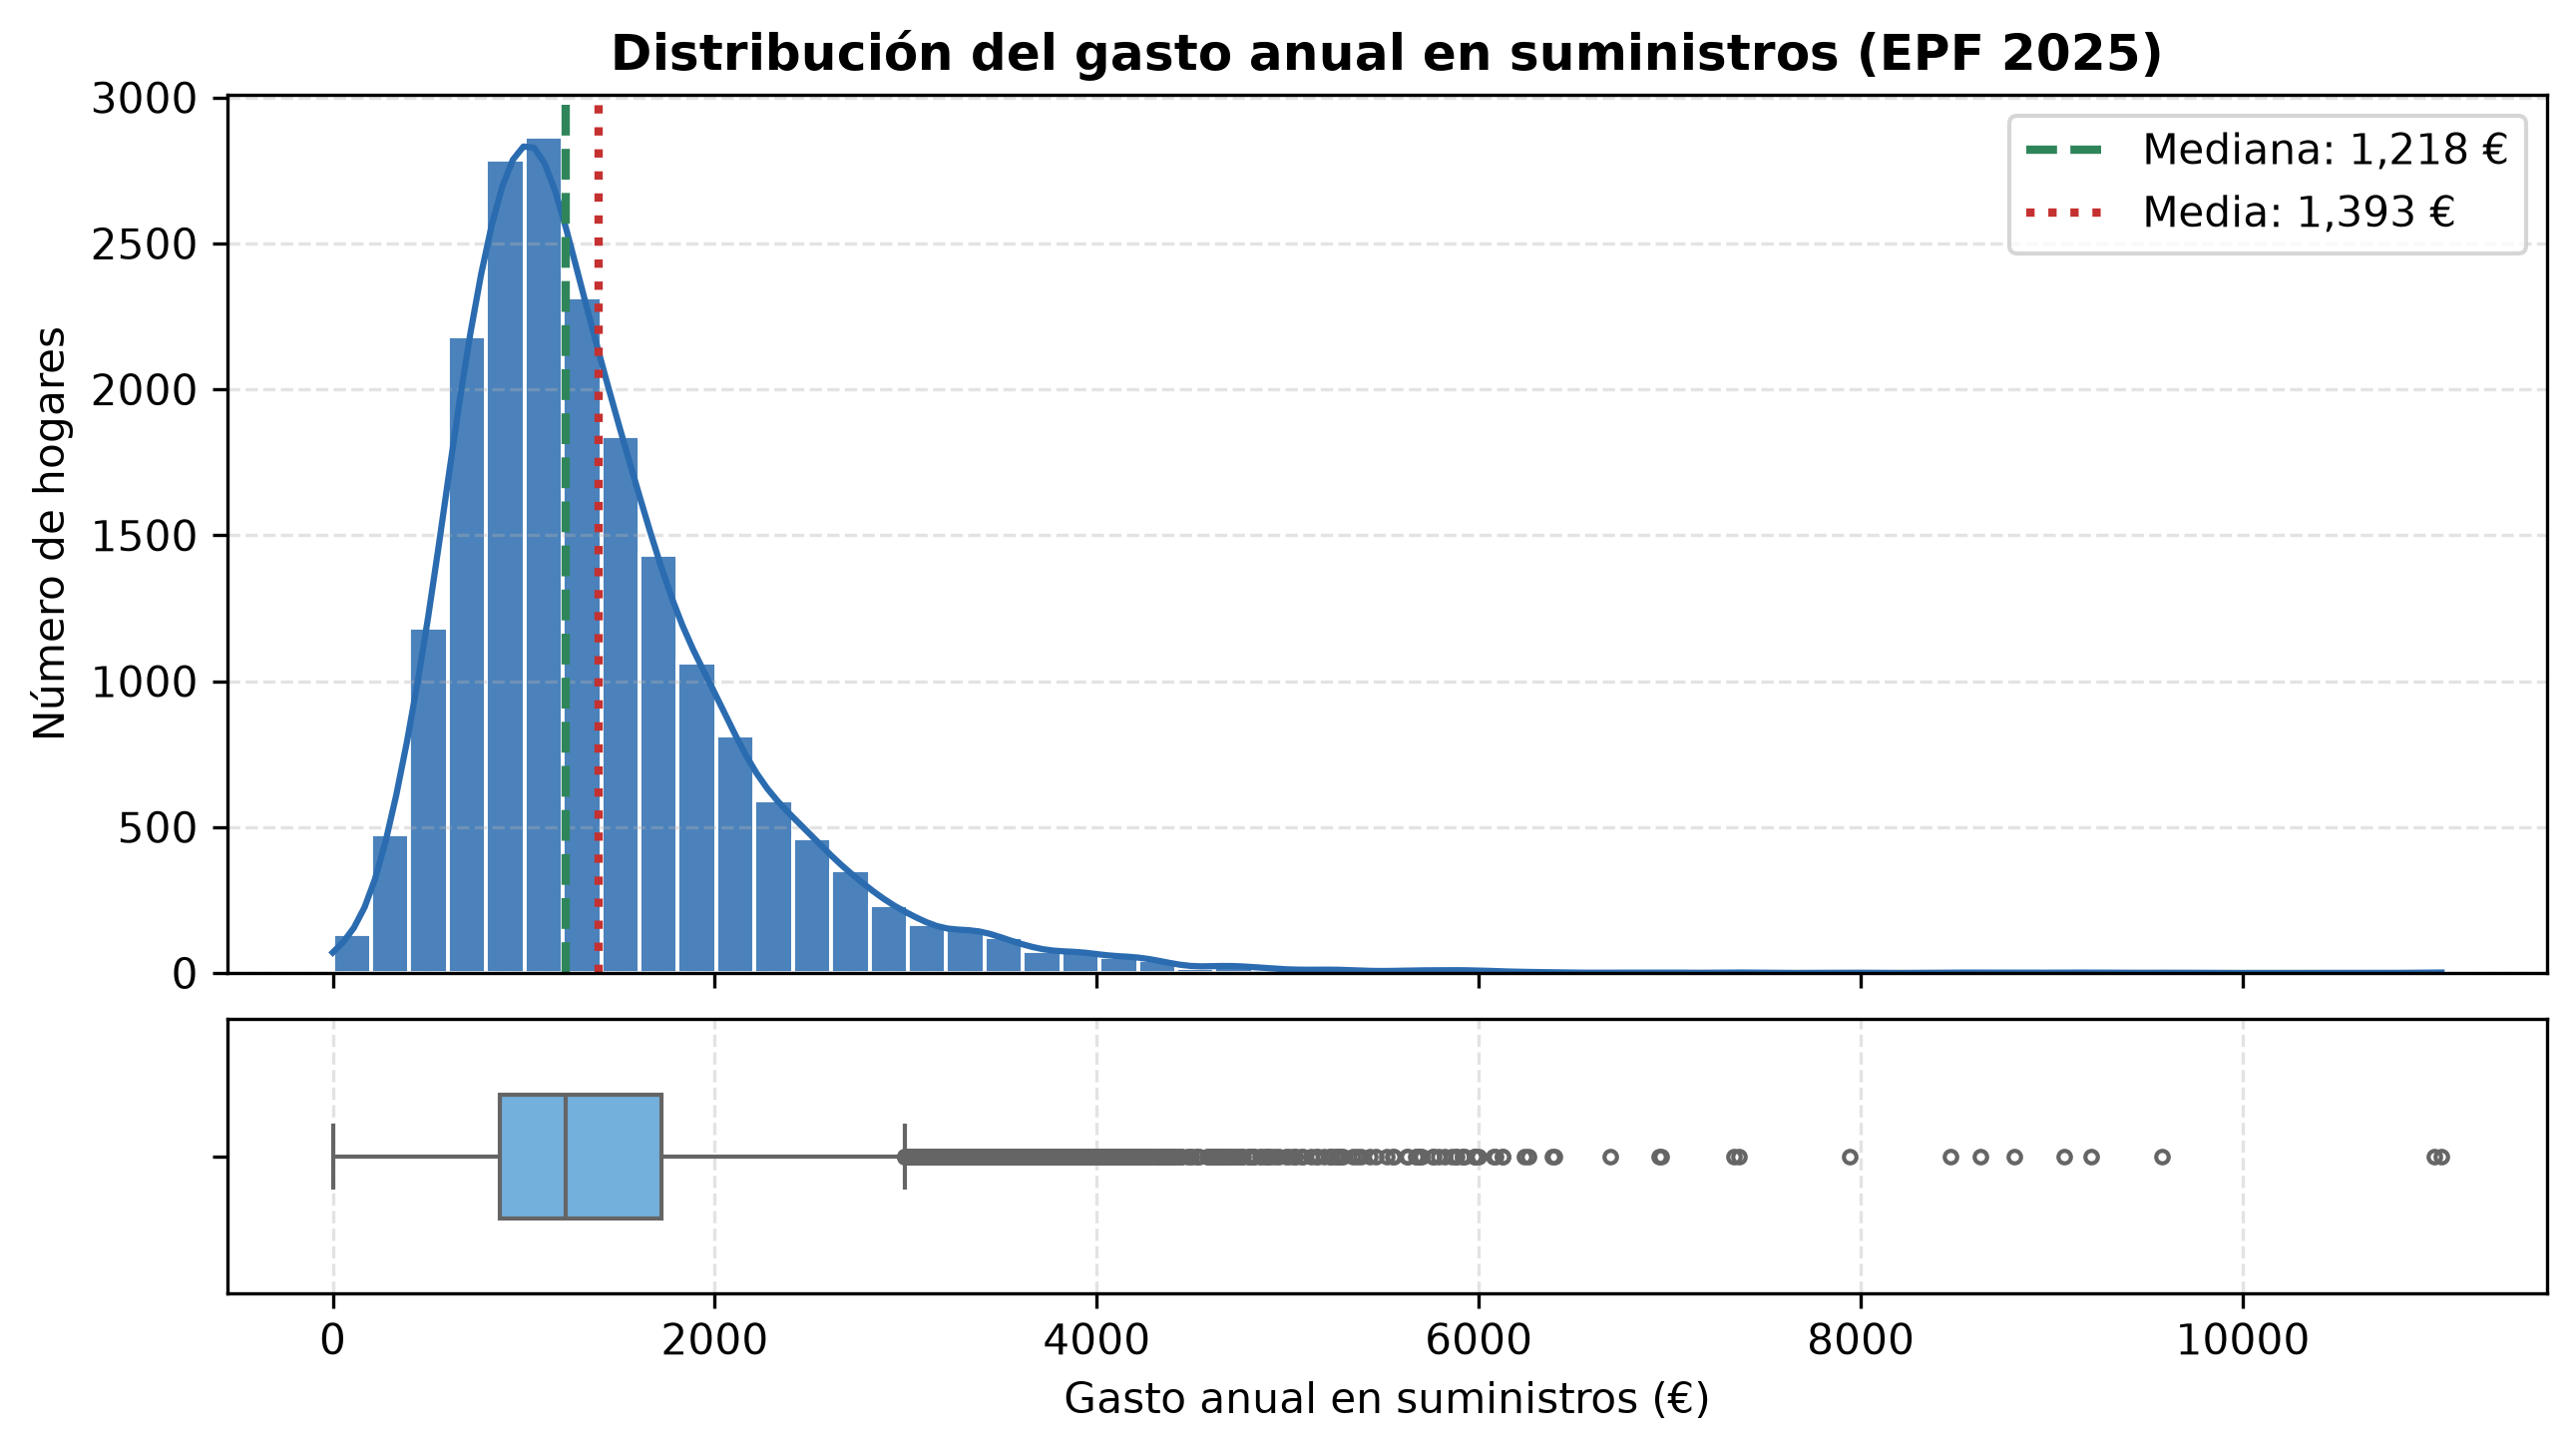 Distribución del gasto anual en suministros (EPF 2025)
3000
2500
2000
1500
1000
500
0
Número de hogares
Mediana: 1,218 €
Media: 1,393 €
0 2000 4000 6000 8000 10000
Gasto anual en suministros (€)